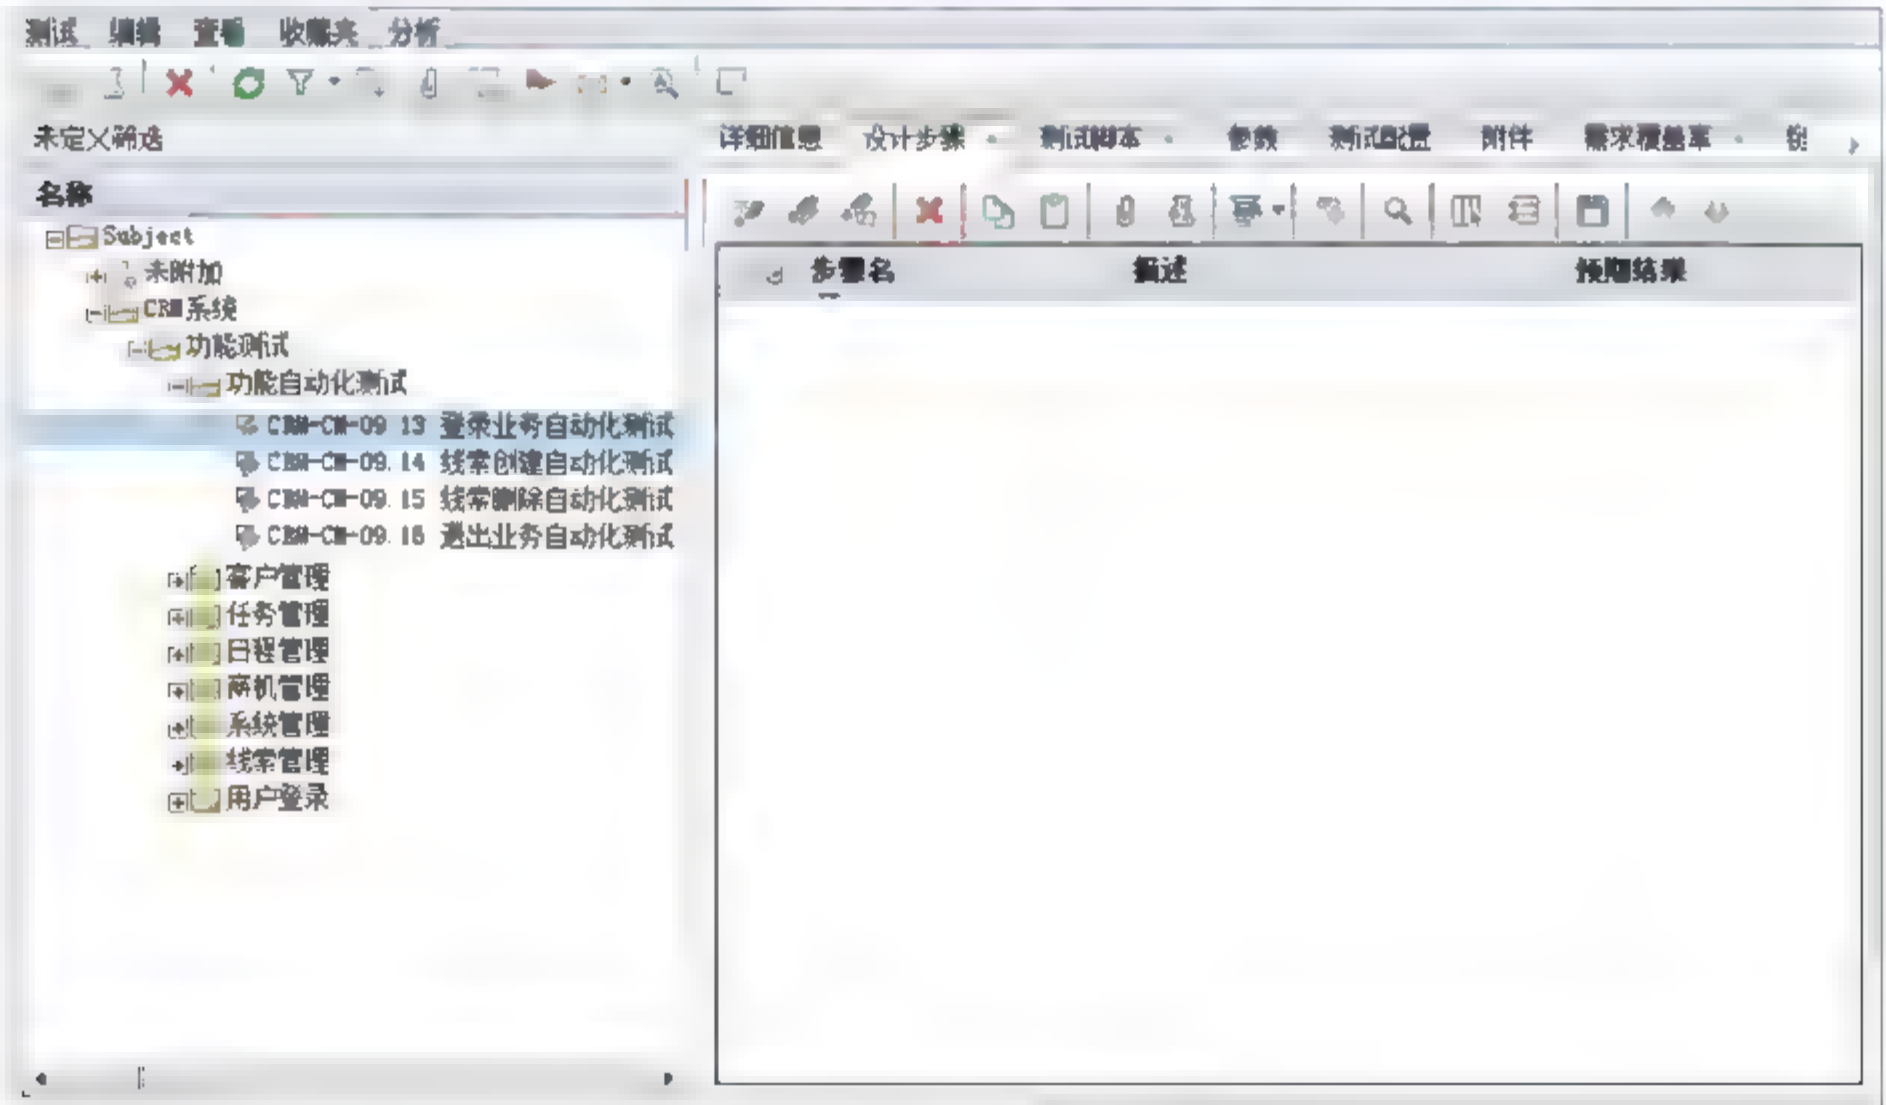 测试 编辑 查看 收藏夹 分析
未定义筛选
详细信息 设计步骤 测试脚本 参数 测试配置 附件 需求覆盖率
名称
步骤名 描述 预期结果
Subject
未附加
CRM系统
功能测试
功能自动化测试
CRM-CM-09.13 登录业务自动化测试
CRM-CM-09.14 线索创建自动化测试
CRM-CM-09.15 线索删除自动化测试
CRM-CM-09.16 退出业务自动化测试
客户管理
任务管理
日程管理
商机管理
系统管理
线索管理
用户登录